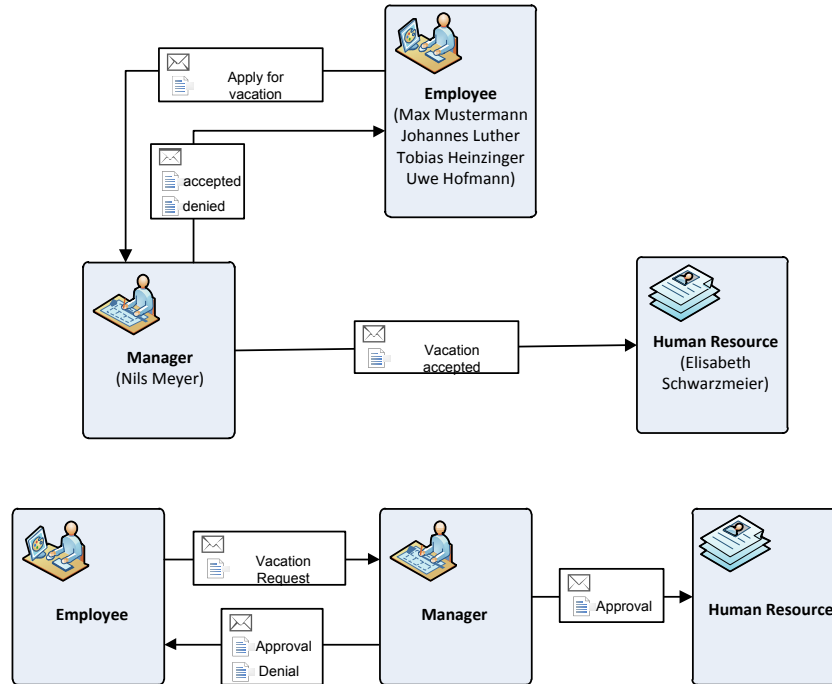 Apply for
vacation
Employee
(Max Mustermann
Johannes Luther
Tobias Heinzinger
Uwe Hofmann)
accepted
denied
Manager
(Nils Meyer)
Vacation
accepted
Human Resource
(Elisabeth
Schwarzmeier)
Employee
Vacation
Request
Approval
Denial
Manager
Approval
Human Resource